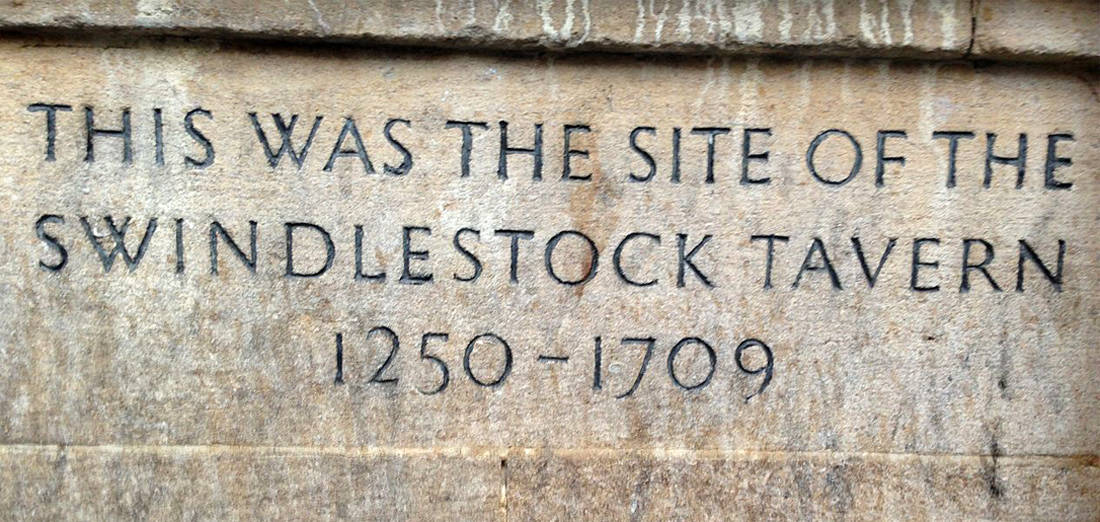 THIS WAS THE SITE OF THE
SWINDLESTOCK TAVERN
1250-1709